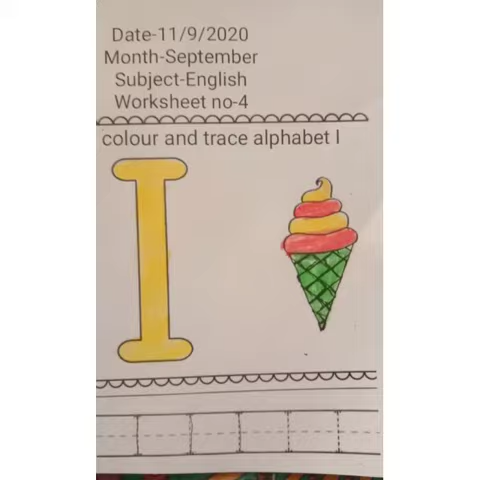 Date-11/9/2020
Month-September
Subject-English
Worksheet no-4
colour and trace alphabet I
I